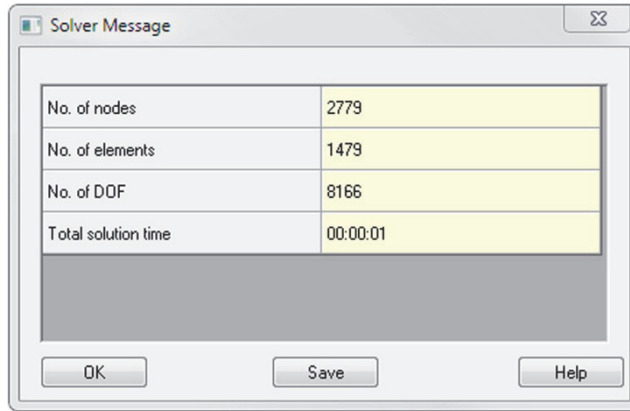 Solver Message
No. of nodes 2779
No. of elements 1479
No. of DOF 8166
Total solution time 00:00:01
OK Save Help